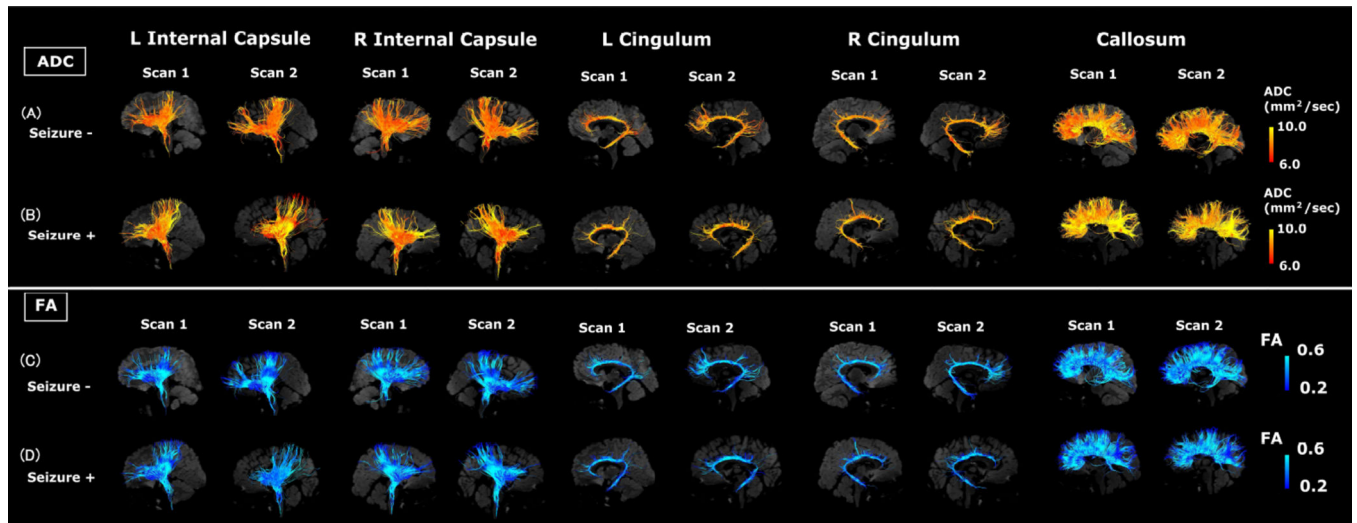 L Internal Capsule R Internal Capsule L Cingulum R Cingulum Callosum
ADC
Scan 1 Scan 2 Scan 1 Scan 2 Scan 1 Scan 2 Scan 1 Scan 2 Scan 1 Scan 2
(A)
Seizure -
ADC
(mm²/sec)
10.0
6.0
(B)
Seizure +
ADC
(mm²/sec)
10.0
6.0
FA
Scan 1 Scan 2 Scan 1 Scan 2 Scan 1 Scan 2 Scan 1 Scan 2 Scan 1 Scan 2
(C)
Seizure -
FA
0.6
0.2
(D)
Seizure +
FA
0.6
0.2